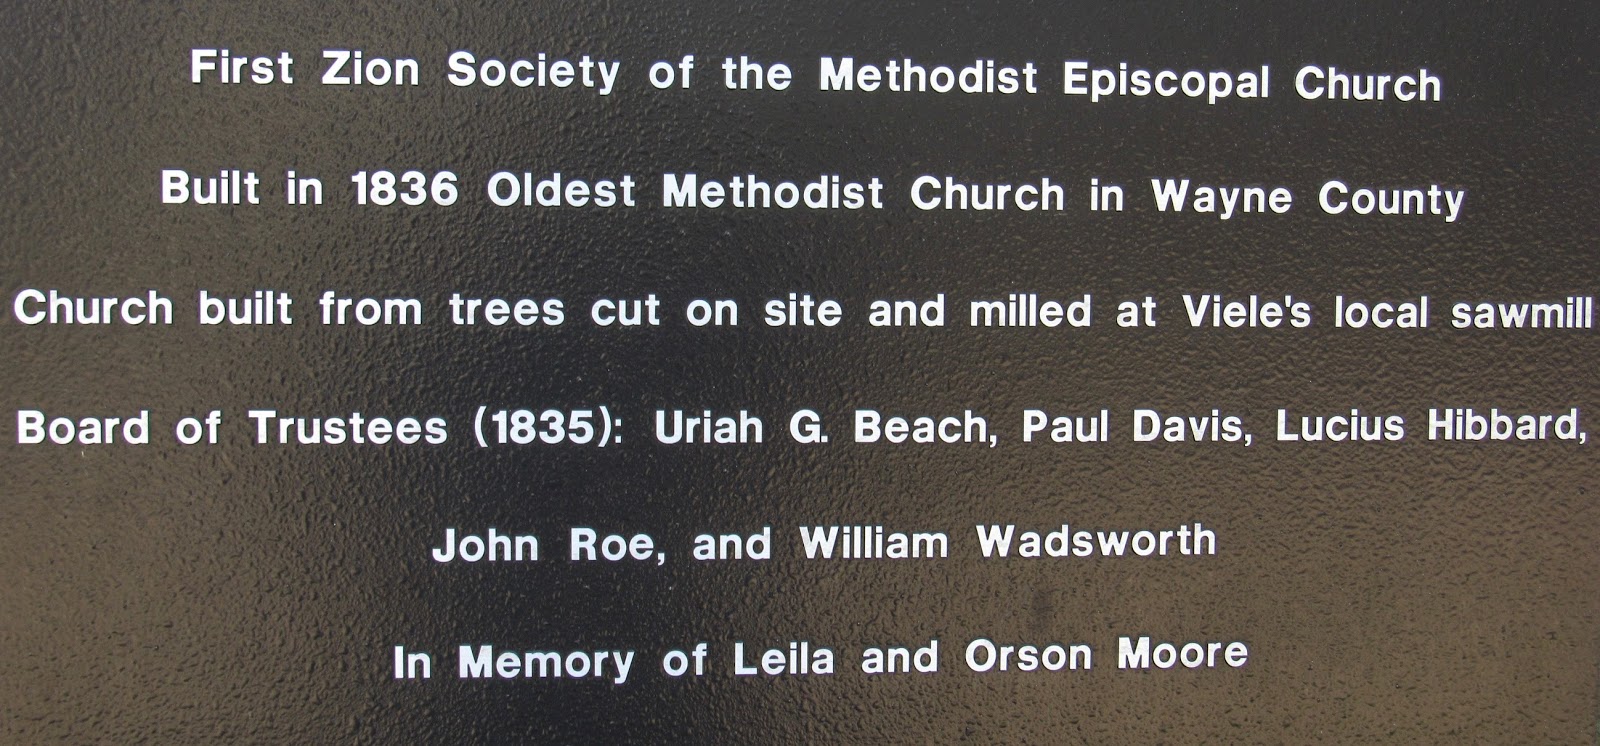 First Zion Society of the Methodist Episcopal Church
Built in 1836 Oldest Methodist Church in Wayne County
Church built from trees cut on site and milled at Viele's local sawmill
Board of Trustees (1835): Uriah G. Beach, Paul Davis, Lucius Hibbard,
John Roe, and William Wadsworth
In Memory of Leila and Orson Moore